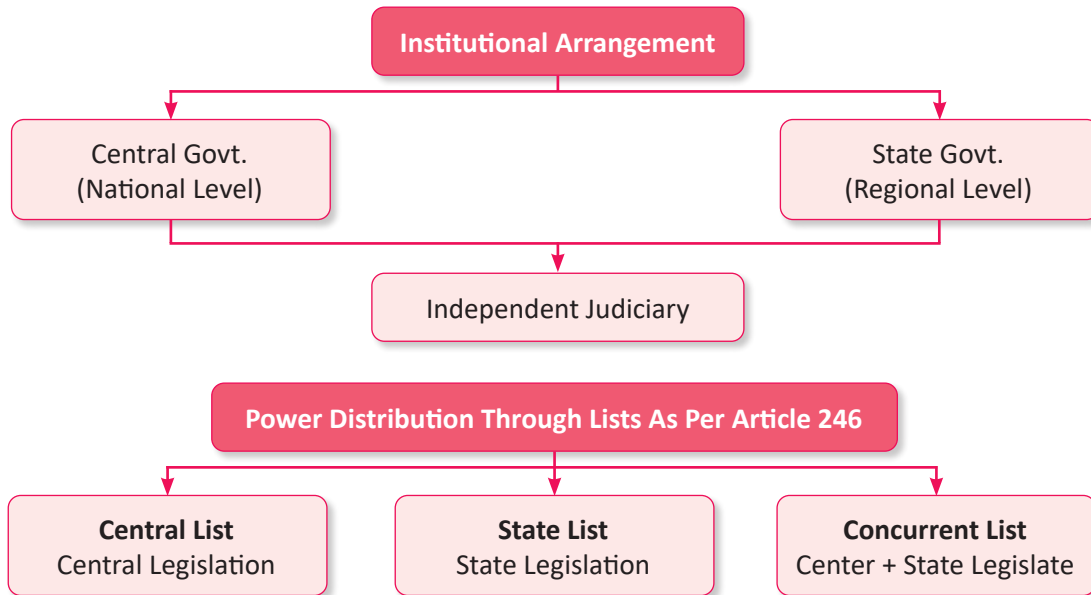 Institutional Arrangement
Central Govt.
(National Level)
State Govt.
(Regional Level)
Independent Judiciary
Power Distribution Through Lists As Per Article 246
Central List
Central Legislation
State List
State Legislation
Concurrent List
Center + State Legislate